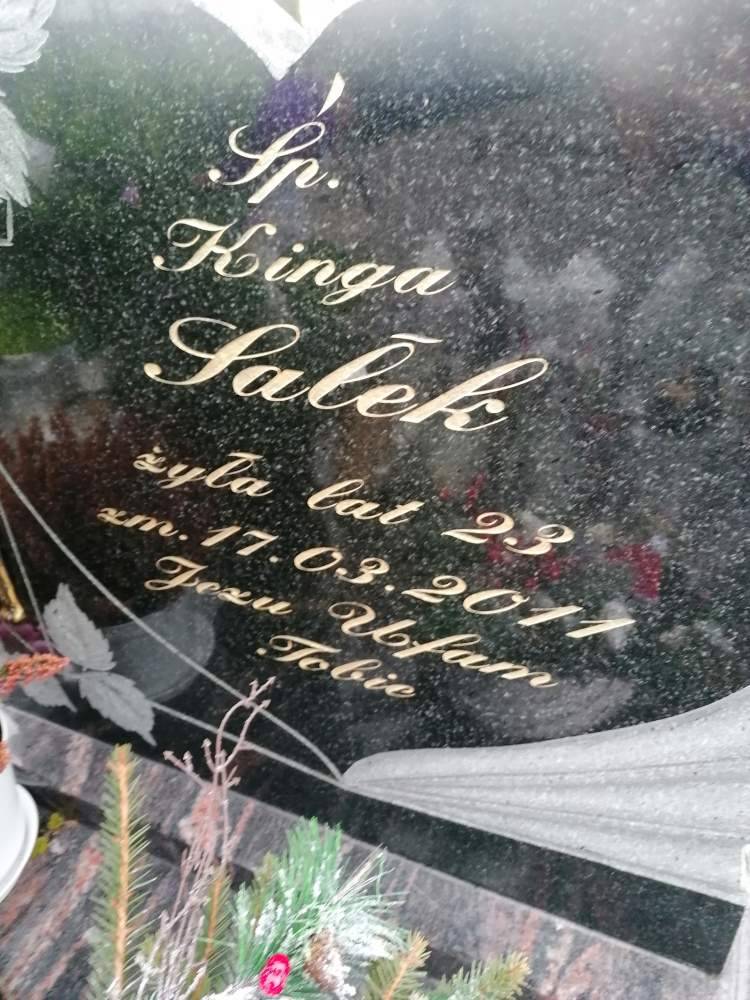 Śp.
Kinga
Sałek
żyła lat 23
zm. 17.03.2011
Jezu Ufam
Tobie